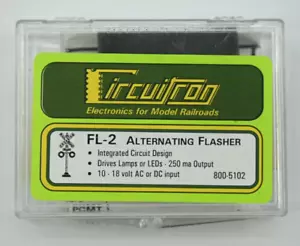 Circuitron
Electronics for Model Railroads
FL-2 ALTERNATING FLASHER
• Integrated Circuit Design
• Drives Lamps or LEDs - 250 ma Output
• 10 - 18 volt AC or DC input
800-5102